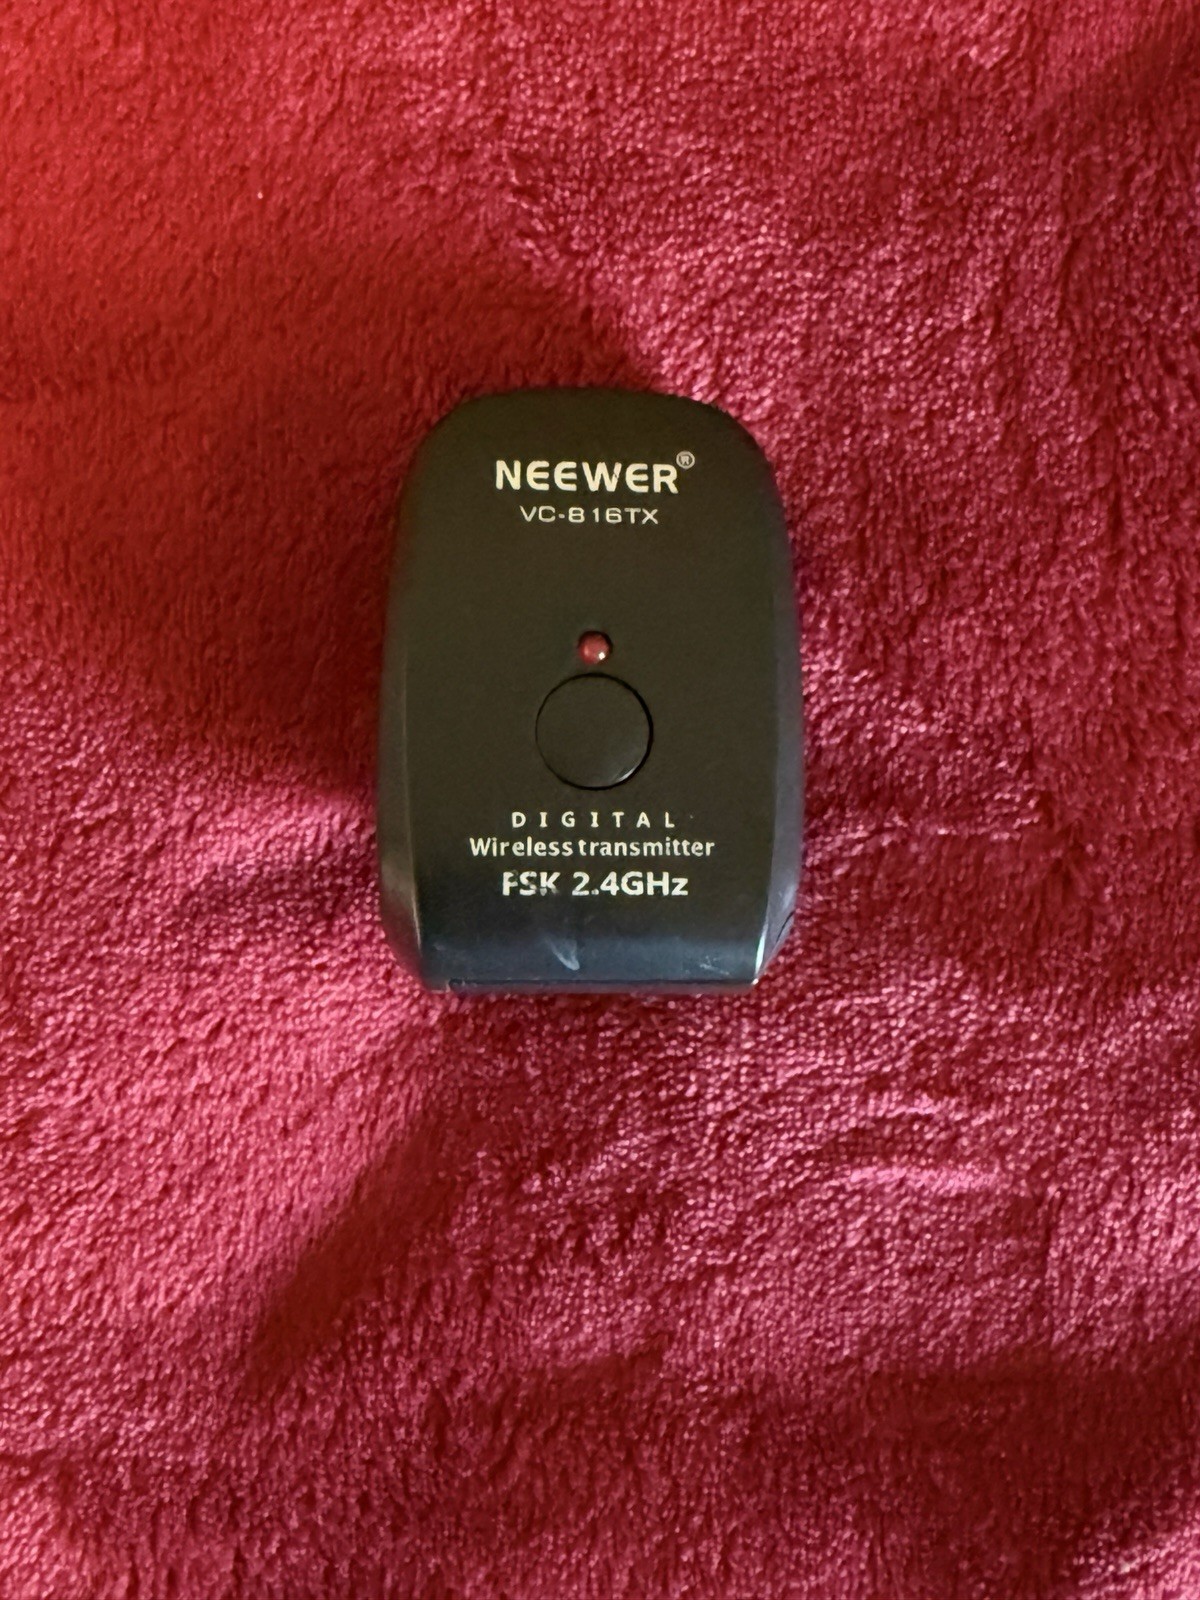 NEEWER®
VC-816TX
DIGITAL
Wireless transmitter
FSK 2.4GHz